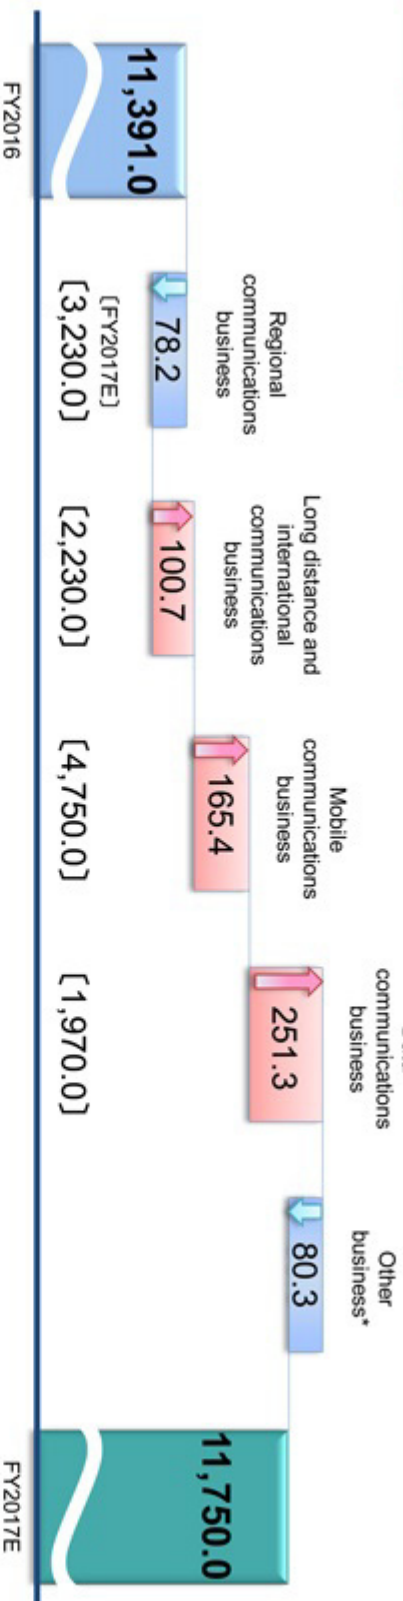 11,391.0
FY2016
Regional
communications
business
78.2
[FY2017E]
[3,230.0]
Long distance and
international
communications
business
100.7
[2,230.0]
Mobile
communications
business
165.4
[4,750.0]
communications
business
251.3
[1,970.0]
Other
business*
80.3
11,750.0
FY2017E